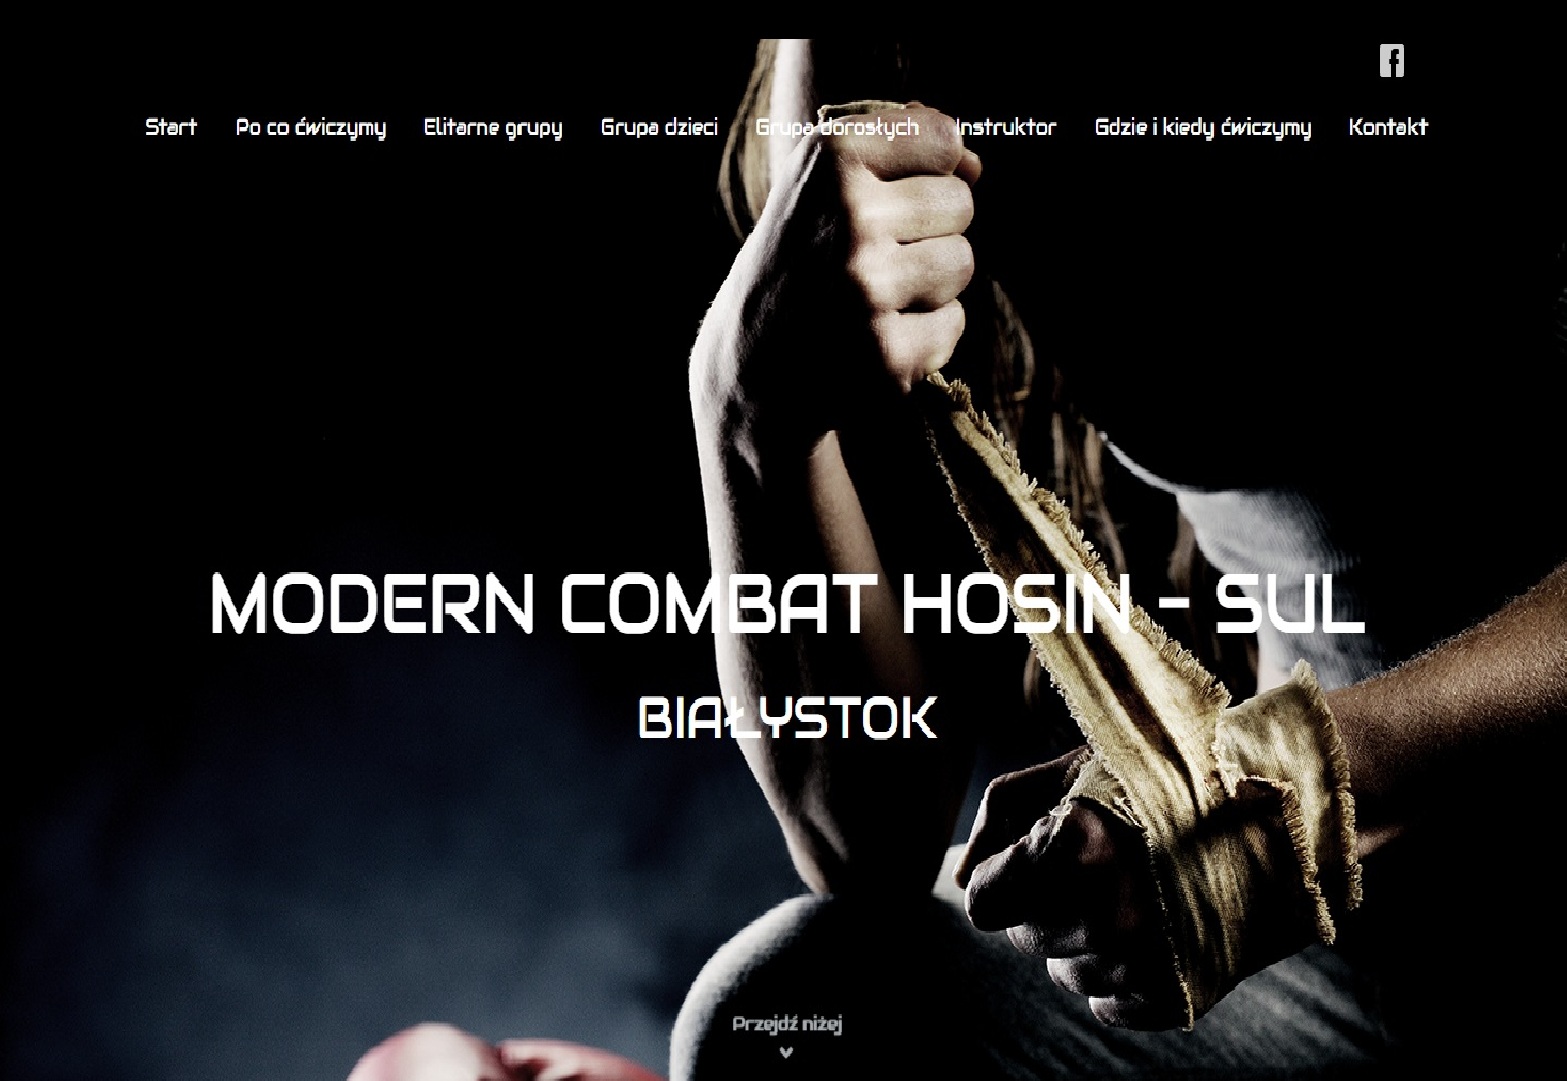 Start Po co ćwiczymy Elitarne grupy Grupa dzieci Grupa dorosłych Instruktor Gdzie i kiedy ćwiczymy Kontakt
MODERN COMBAT HOSIN - SUL
BIAŁYSTOK
Przejdź niżej